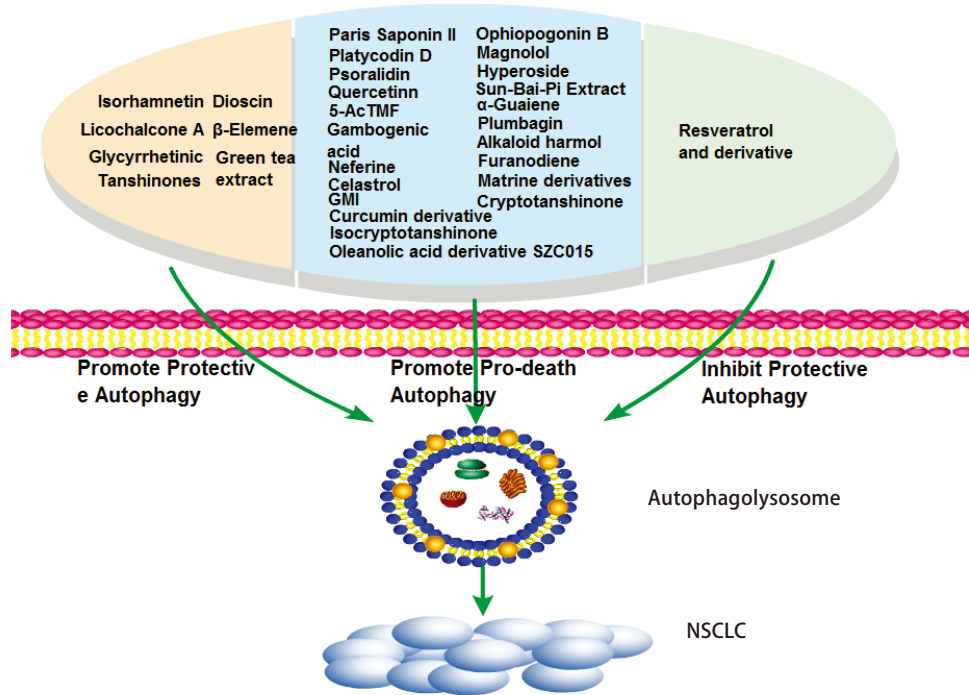 Isorhamnetin Dioscin
Licochalcone A β-Elemene
Glycyrrhetinic Green tea
Tanshinones extract
Paris Saponin II
Platycodin D
Psoralidin
Quercetinn
5-AcTMF
Gambogenic
acid
Neferine
Celastrol
GMI
Curcumin derivative
Isocryptotanshinone
Oleanolic acid derivative SZC015
Ophiopogonin B
Magnolol
Hyperoside
Sun-Bai-Pi Extract
α-Guaiene
Plumbagin
Alkaloid harmol
Furanodiene
Matrine derivatives
Cryptotanshinone
Resveratrol
and derivative
Promote Protectiv
e Autophagy
Promote Pro-death
Autophagy
Inhibit Protective
Autophagy
Autophagolysosome
NSCLC